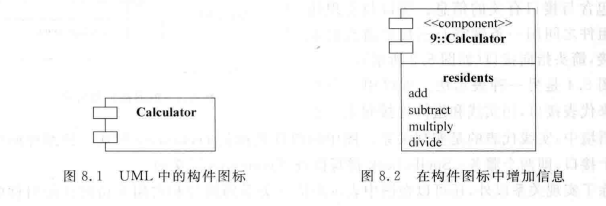 <<component>>
9::Calculator
residents
add
subtract
multiply
divide
Calculator
图 8.1 UML 中的构件图标
图 8.2 在构件图标中增加信息